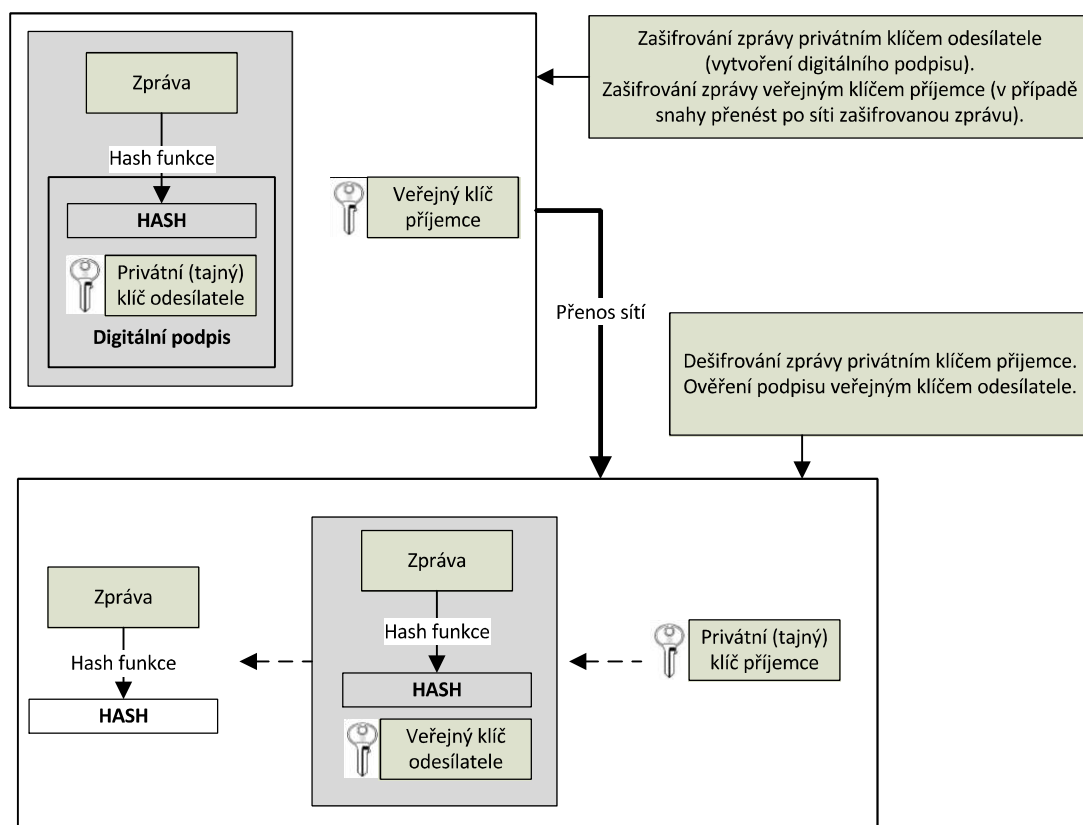 Zpráva
Hash funkce
HASH
Privátní (tajný)
klíč odesílatele
Digitální podpis
Veřejný klíč
příjemce
Zašifrování zprávy privátním klíčem odesílatele
(vytvoření digitálního podpisu).
Zašifrování zprávy veřejným klíčem příjemce (v případě
snahy přenést po síti zašifrovanou zprávu).
Přenos sítí
Dešifrování zprávy privátním klíčem přijemce.
Ověření podpisu veřejným klíčem odesílatele.
Zpráva
Hash funkce
HASH
Zpráva
Hash funkce
HASH
Veřejný klíč
odesílatele
Privátní (tajný)
klíč příjemce